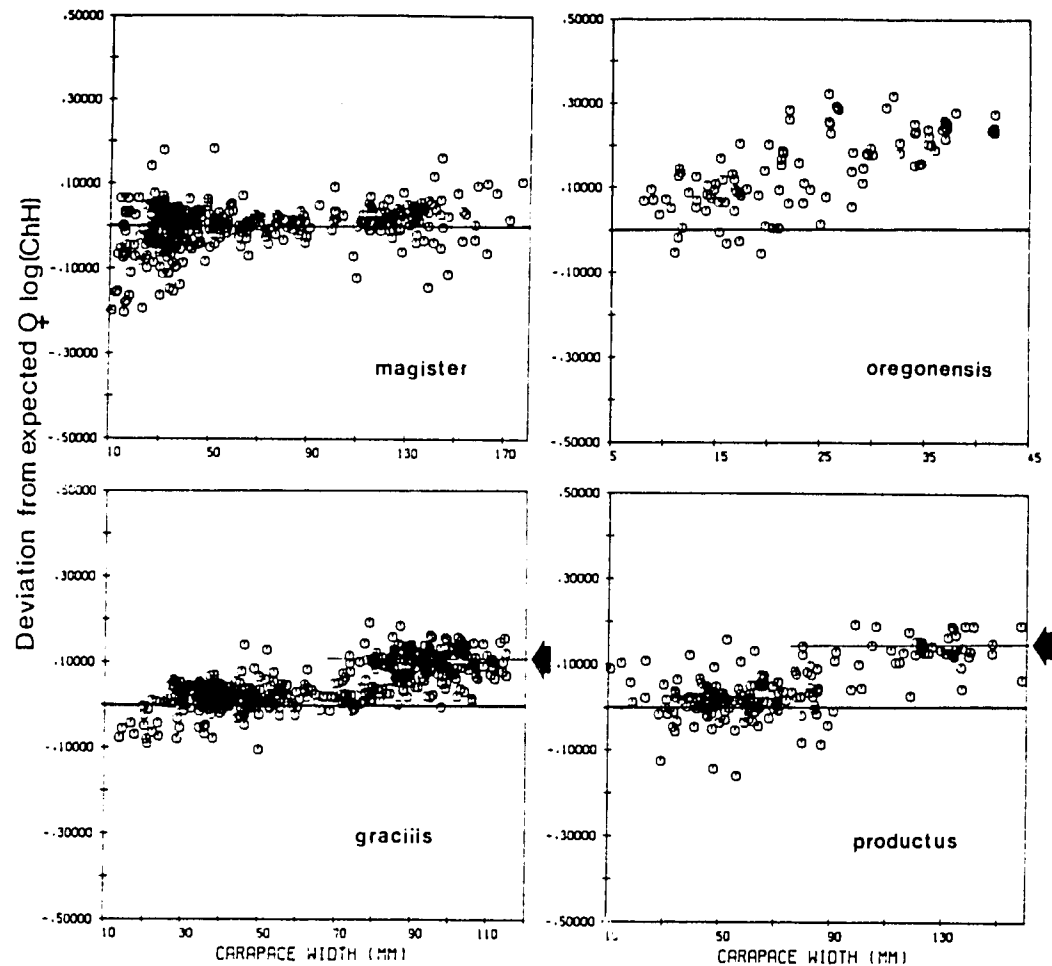 Deviation from expected ♀ log(ChH)
.50000
.30000
.10000
-.10000
-.30000
-.50000
10 50 90 130 170
magister
.50000
.30000
.10000
-.10000
-.30000
-.50000
5 15 25 35 45
oregonensis
.50000
.30000
.10000
-.10000
-.30000
-.50000
10 30 50 70 90 110
CARAPACE WIDTH (MM)
graciiis
.50000
.30000
.10000
-.10000
-.30000
-.50000
50 90 130
CARAPACE WIDTH (MM)
productus